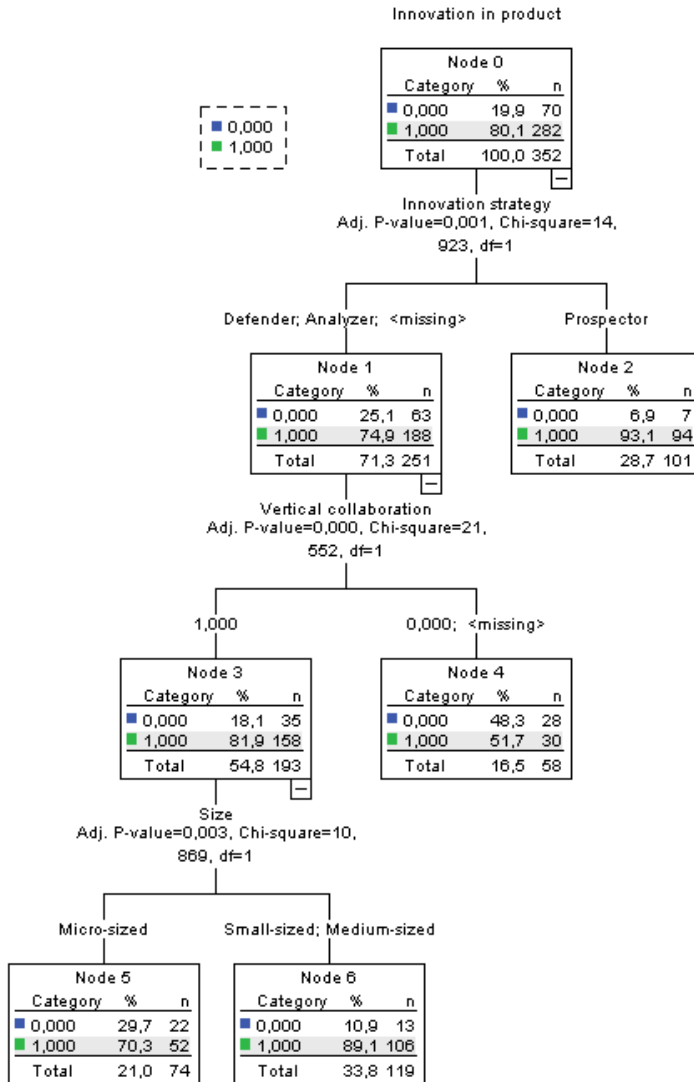 Innovation in product
Node 0
Category % n
0,000 19,9 70
1,000 80,1 282
Total 100,0 352
0,000
1,000
Innovation strategy
Adj. P-value=0,001, Chi-square=14,
923, df=1
Defender; Analyzer; <missing>
Prospector
Node 1
Category % n
0,000 25,1 63
1,000 74,9 188
Total 71,3 251
Node 2
Category % n
0,000 6,9 7
1,000 93,1 94
Total 28,7 101
Vertical collaboration
Adj. P-value=0,000, Chi-square=21,
552, df=1
1,000
0,000; <missing>
Node 3
Category % n
0,000 18,1 35
1,000 81,9 158
Total 54,8 193
Node 4
Category % n
0,000 48,3 28
1,000 51,7 30
Total 16,5 58
Size
Adj. P-value=0,003, Chi-square=10,
869, df=1
Micro-sized
Small-sized; Medium-sized
Node 5
Category % n
0,000 29,7 22
1,000 70,3 52
Total 21,0 74
Node 6
Category % n
0,000 10,9 13
1,000 89,1 106
Total 33,8 119